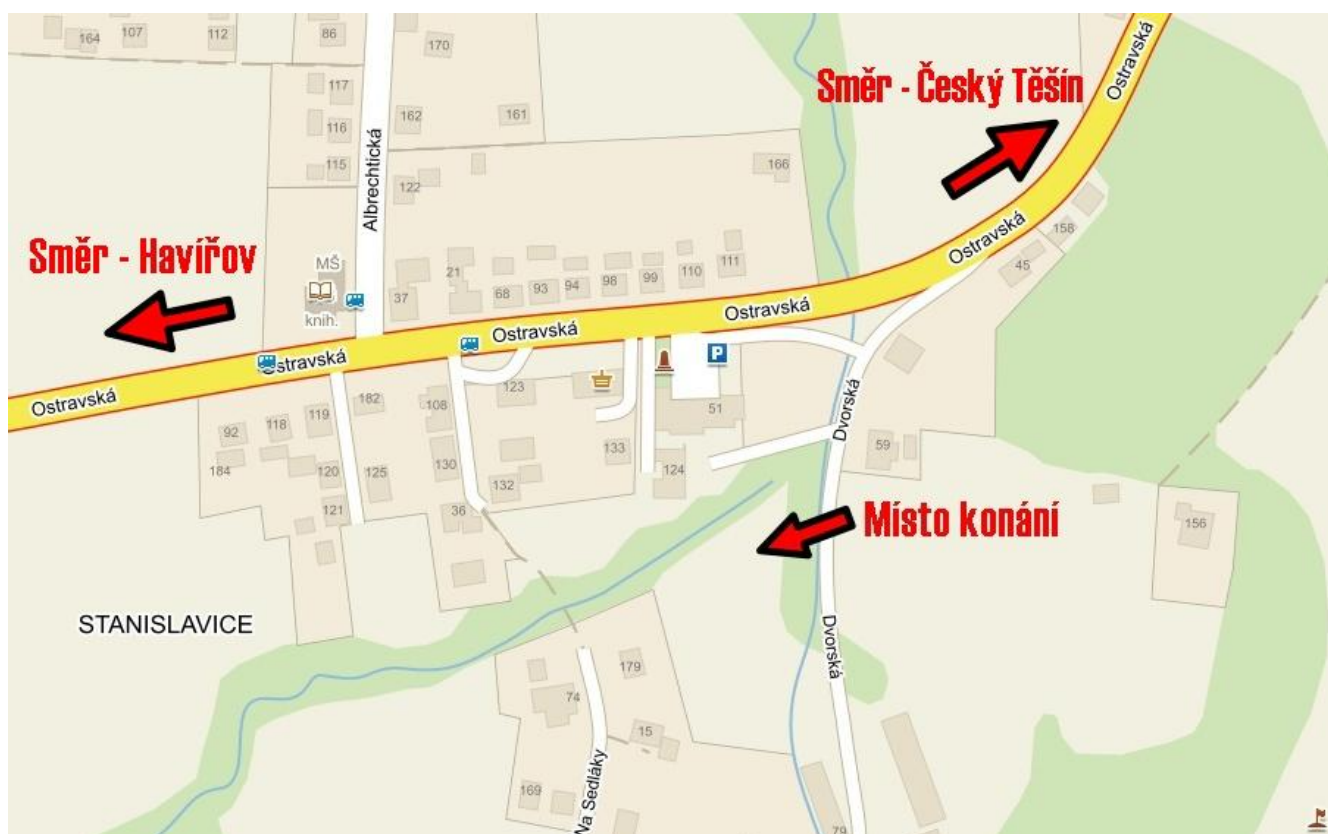 164
107
112
86
170
Ostravská
Směr - Český Těšín
117
162
161
116
Albrechtická
115
122
166
Směr - Havířov
MŠ
knih.
21
37
68
93
94
98
99
110
111
Ostravská
158
45
Ostravská
Ostravská
Ostravská
Ostravská
P
123
182
108
51
Dvorská
92
118
119
59
184
120
125
130
132
133
124
121
36
Místo konání
156
STANISLAVICE
Dvorská
179
74
15
Na Sedláky
169
79